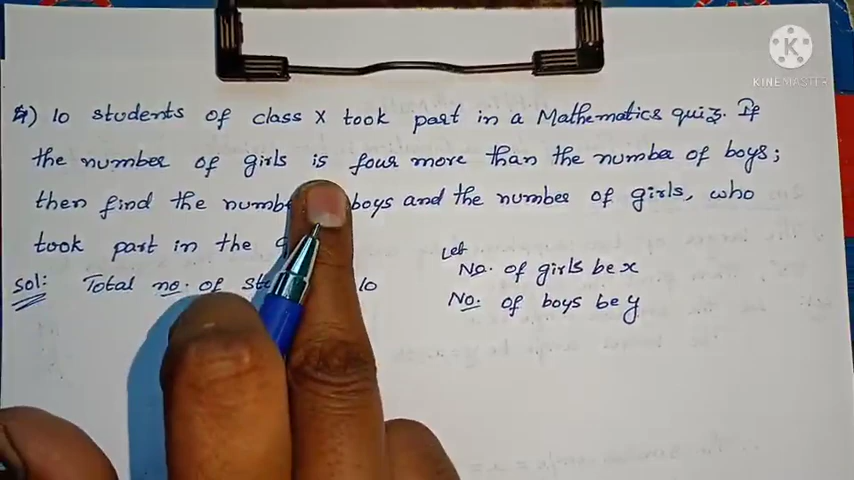 K
KINEMASTER
Q) 10 students of class X took part in a Mathematics quiz. If
the number of girls is four more than the number of boys;
then find the number boys and the number of girls, who
took part in the
Sol: Total no. of 10
Let
No. of girls be x
No. of boys be y